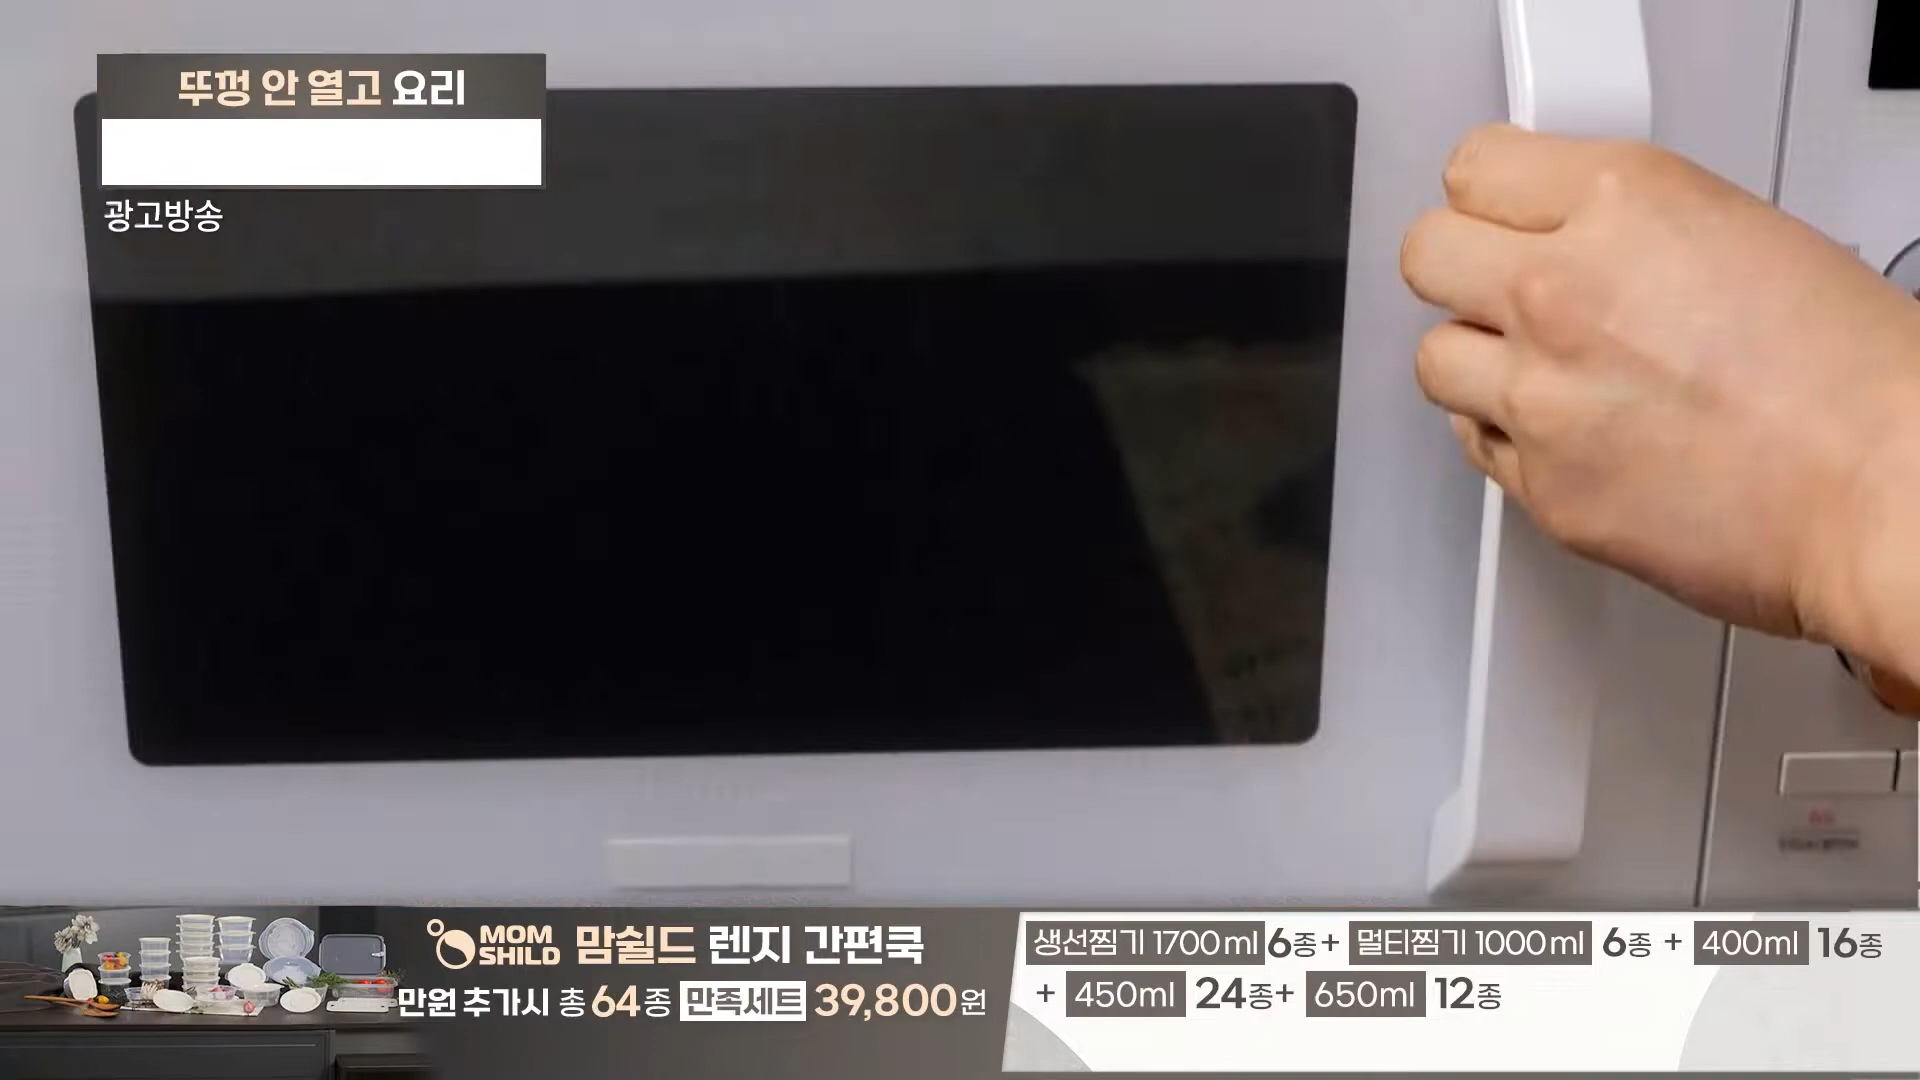 뚜껑 안 열고 요리
광고방송
MOM SHILD 맘쉴드 렌지 간편쿡
만원 추가시 총 64종 만족세트 39,800원
생선찜기 1700ml 6종 + 멀티찜기 1000ml 6종 + 400ml 16종
+ 450ml 24종 + 650ml 12종